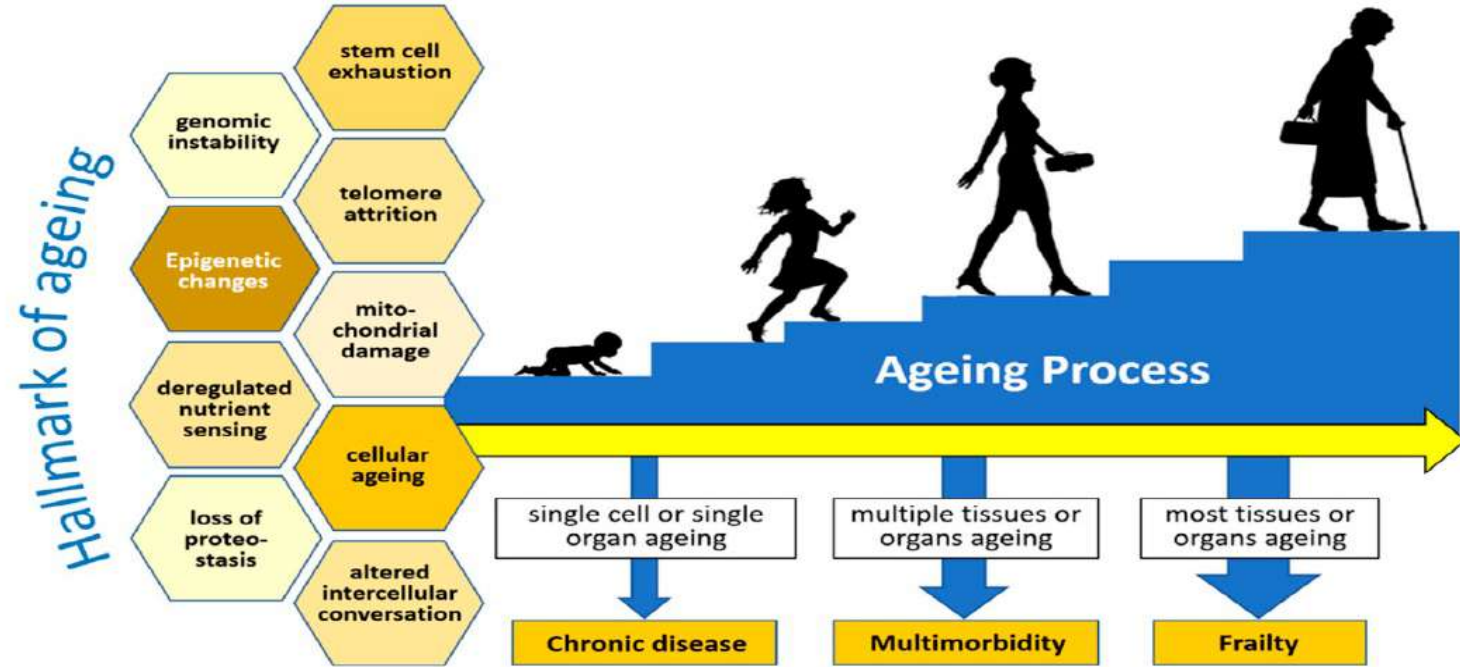 Hallmark of ageing
stem cell
exhaustion
genomic
instability
telomere
attrition
Epigenetic
changes
mito-
chondrial
damage
deregulated
nutrient
sensing
cellular
ageing
loss of
proteo-
stasis
altered
intercellular
conversation
Ageing Process
single cell or single
organ ageing
multiple tissues or
organs ageing
most tissues or
organs ageing
Chronic disease
Multimorbidity
Frailty